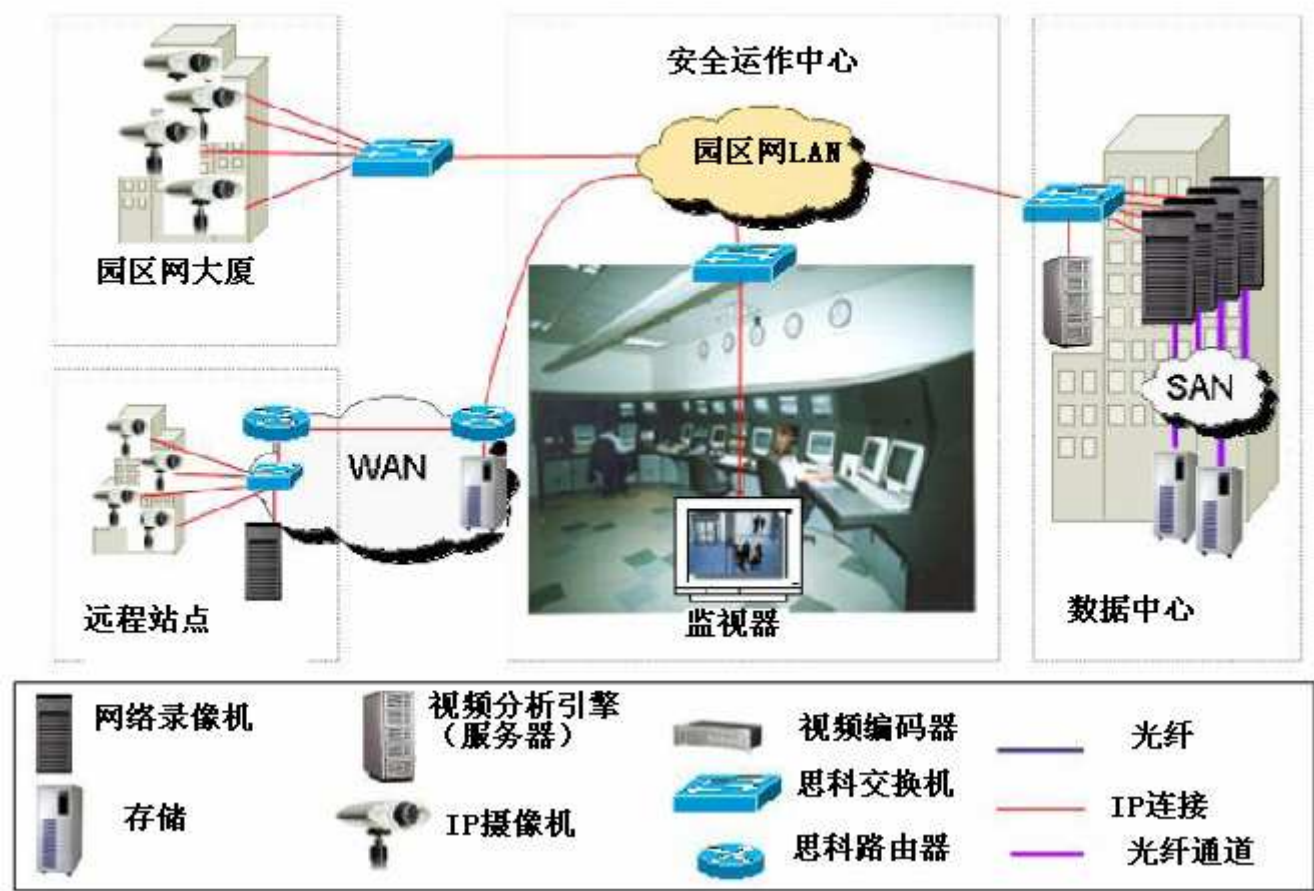 安全运作中心
园区网LAN
园区网大厦
WAN
SAN
远程站点
监视器
数据中心
网络录像机
视频分析引擎
（服务器）
视频编码器
光纤
存储
IP摄像机
思科交换机
IP连接
思科路由器
光纤通道